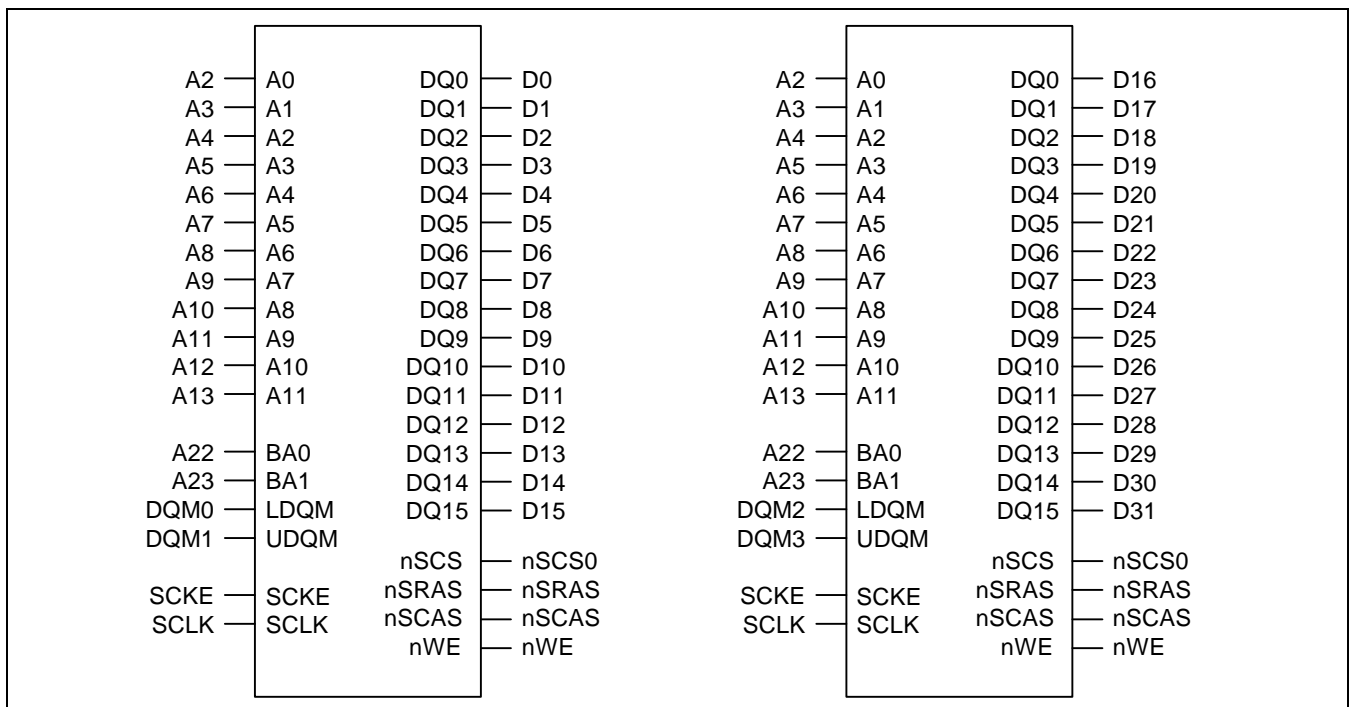 A2 A0 DQ0 D0
A3 A1 DQ1 D1
A4 A2 DQ2 D2
A5 A3 DQ3 D3
A6 A4 DQ4 D4
A7 A5 DQ5 D5
A8 A6 DQ6 D6
A9 A7 DQ7 D7
A10 A8 DQ8 D8
A11 A9 DQ9 D9
A12 A10 DQ10 D10
A13 A11 DQ11 D11
DQ12 D12
A22 BA0 DQ13 D13
A23 BA1 DQ14 D14
DQM0 LDQM DQ15 D15
DQM1 UDQM
nSCS nSCS0
SCKE SCKE nSRAS nSRAS
SCLK SCLK nSCAS nSCAS
nWE nWE
A2 A0 DQ0 D16
A3 A1 DQ1 D17
A4 A2 DQ2 D18
A5 A3 DQ3 D19
A6 A4 DQ4 D20
A7 A5 DQ5 D21
A8 A6 DQ6 D22
A9 A7 DQ7 D23
A10 A8 DQ8 D24
A11 A9 DQ9 D25
A12 A10 DQ10 D26
A13 A11 DQ11 D27
DQ12 D28
A22 BA0 DQ13 D29
A23 BA1 DQ14 D30
DQM2 LDQM DQ15 D31
DQM3 UDQM
nSCS nSCS0
SCKE SCKE nSRAS nSRAS
SCLK SCLK nSCAS nSCAS
nWE nWE